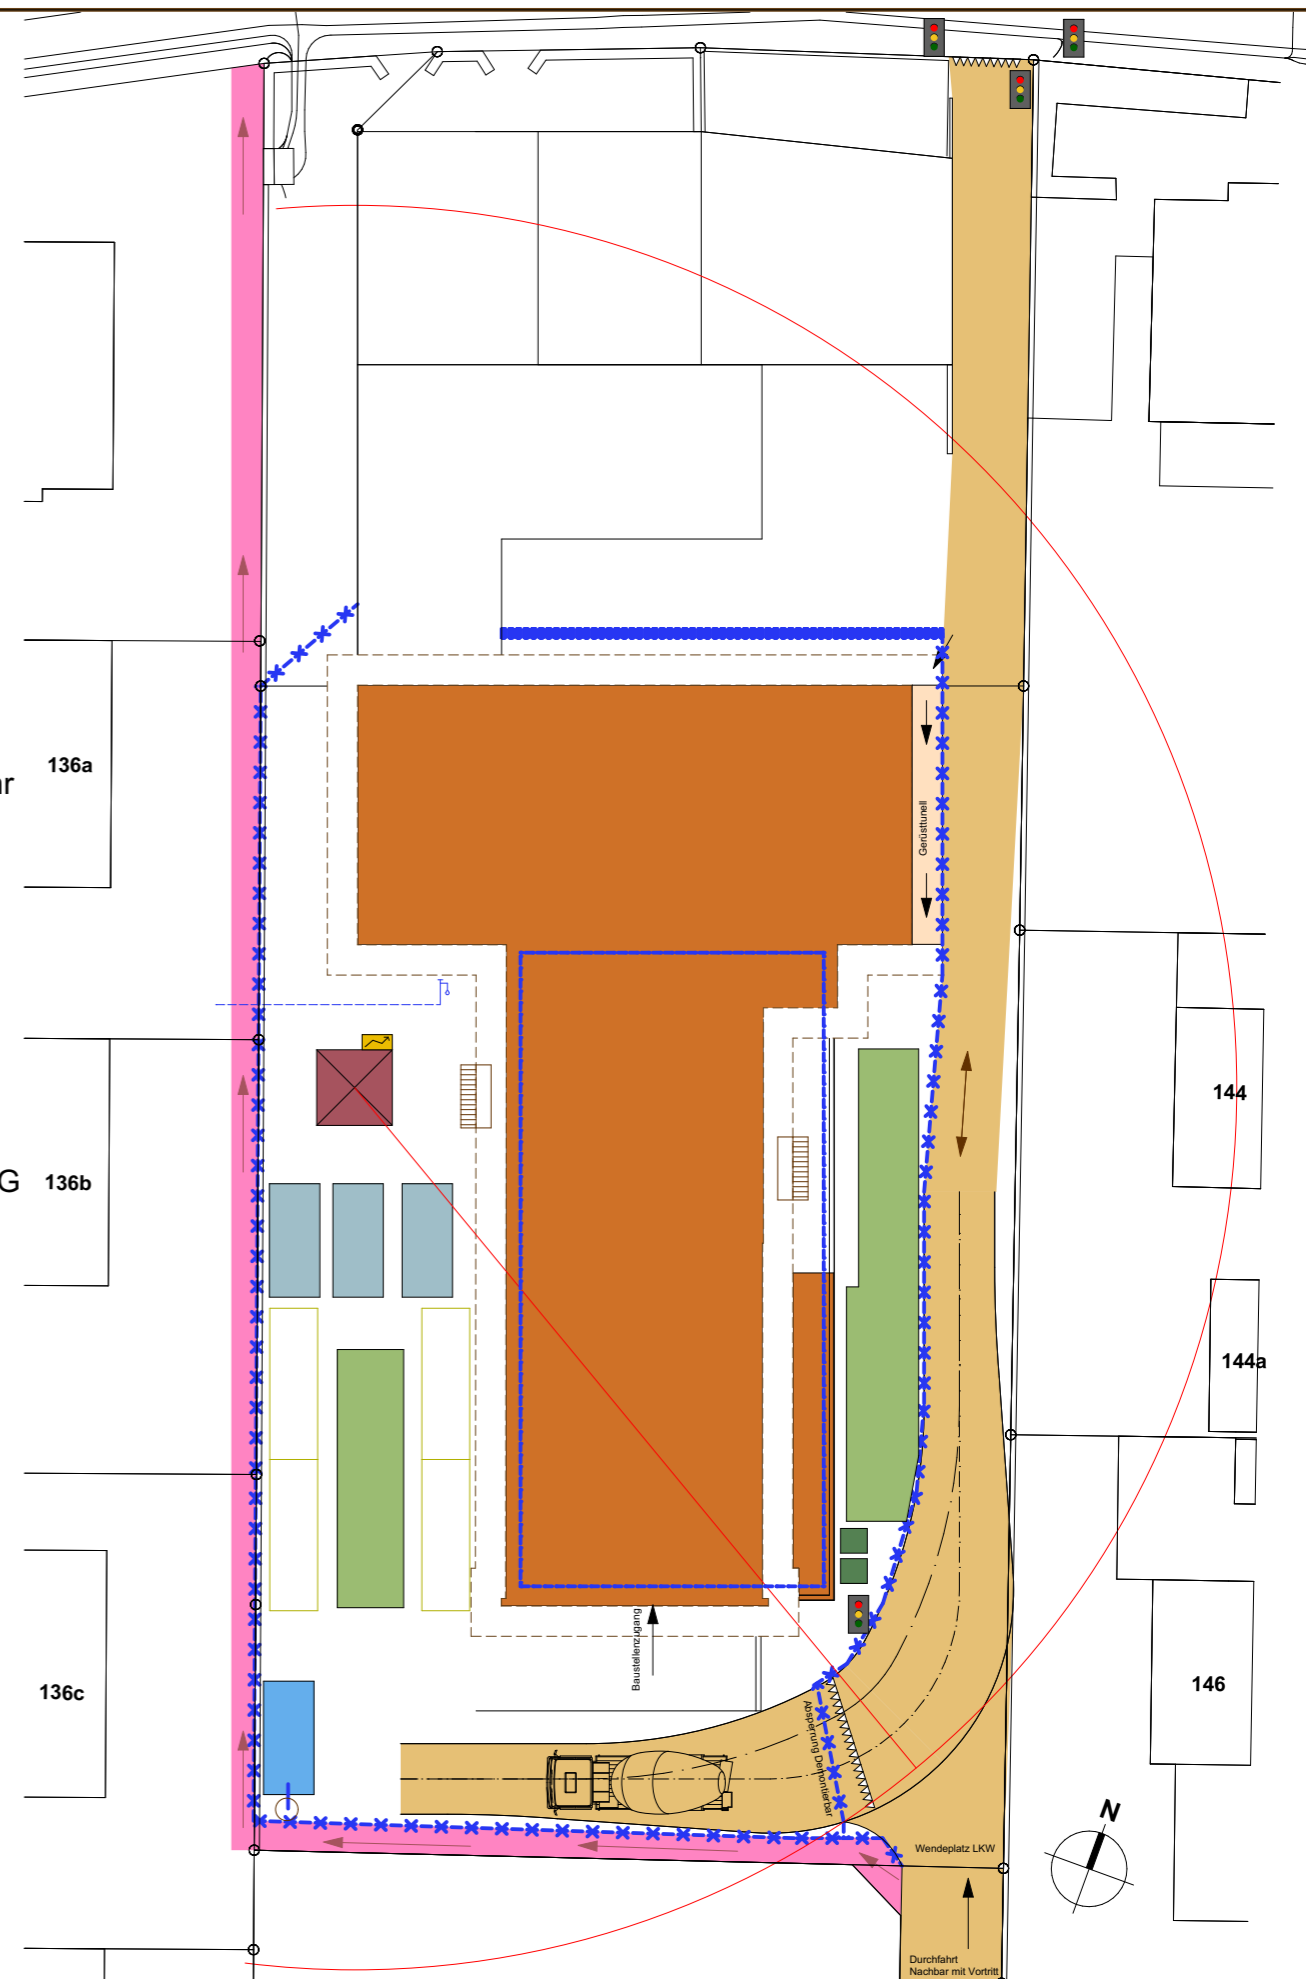 136a
r
Gerüsttunell
G
136b
144
144a
136c
Baustellenzugang
Absperrung Demontierbar
146
N
Wendeplatz LKW
Durchfahrt
Nachbar mit Vortritt